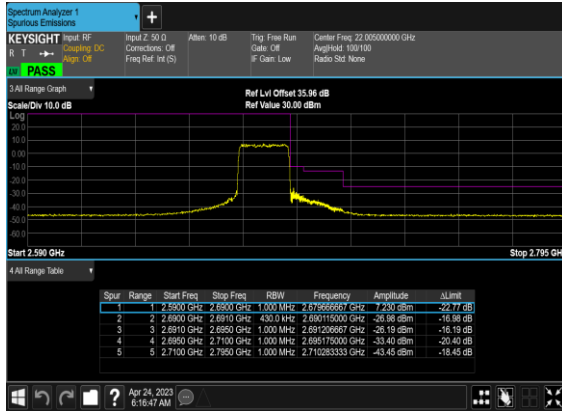 Spectrum Analyzer 1
Spurious Emissions
+
KEYSIGHT Input: RF Input Z: 50 Ω Atten: 10 dB Trig: Free Run Center Freq: 22.005000000 GHz
R T Coupling: DC Corrections: Off Gate: Off Avg|Hold: 100/100
Align: Off Freq Ref: Int (S) IF Gain: Low Radio Std: None
PASS
3 All Range Graph
Ref Lvl Offset 35.96 dB
Scale/Div 10.0 dB Ref Value 30.00 dBm
Log
20.0
10.0
0.00
-10.0
-20.0
-30.0
-40.0
-50.0
-60.0
Start 2.590 GHz Stop 2.795 GH
4 All Range Table
Spur Range Start Freq Stop Freq RBW Frequency Amplitude ΔLimit
1 1 2.5900 GHz 2.6900 GHz 1.000 MHz 2.679666667 GHz 7.230 dBm -22.77 dB
2 2 2.6900 GHz 2.6910 GHz 430.0 kHz 2.690115000 GHz -26.98 dBm -16.98 dB
3 3 2.6910 GHz 2.6950 GHz 1.000 MHz 2.691206667 GHz -26.19 dBm -16.19 dB
4 4 2.6950 GHz 2.7100 GHz 1.000 MHz 2.695175000 GHz -33.40 dBm -20.40 dB
5 5 2.7100 GHz 2.7950 GHz 1.000 MHz 2.710283333 GHz -43.45 dBm -18.45 dB
?
Apr 24, 2023
6:16:47 AM